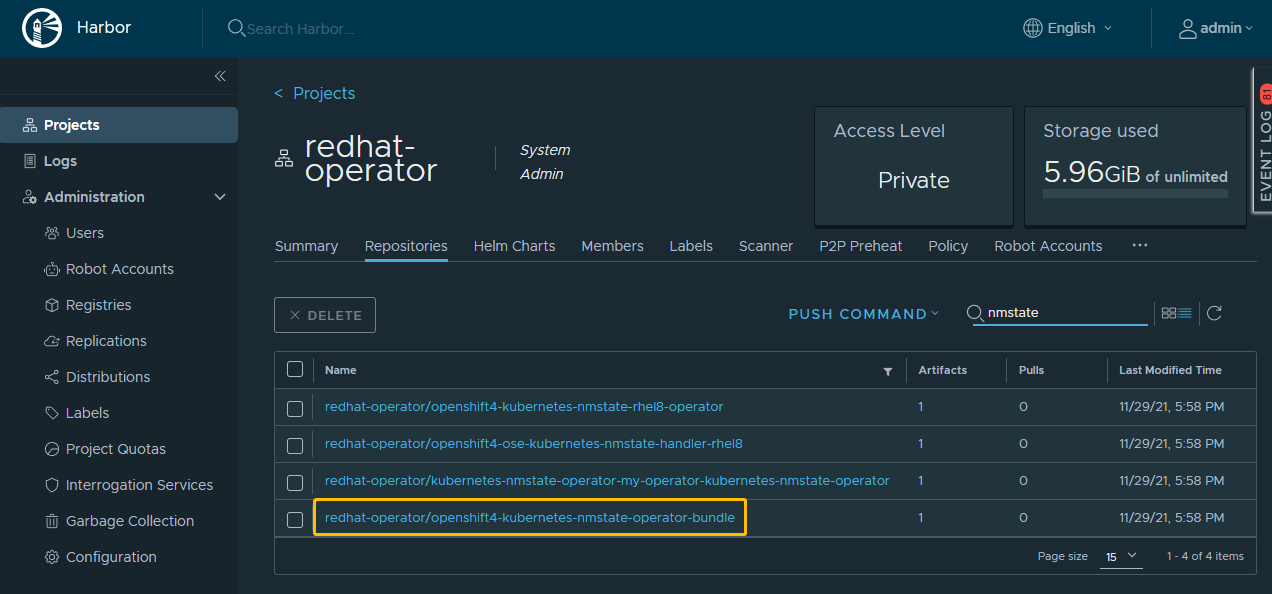 Harbor
Search Harbor...
English
admin
Projects
Logs
Administration
Users
Robot Accounts
Registries
Replications
Distributions
Labels
Project Quotas
Interrogation Services
Garbage Collection
Configuration
< Projects
redhat-
operator
System
Admin
Access Level
Private
Storage used
5.96GiB of unlimited
EVENT LOG 81
Summary Repositories Helm Charts Members Labels Scanner P2P Preheat Policy Robot Accounts ...
× DELETE
PUSH COMMAND
nmstate
Name Artifacts Pulls Last Modified Time
redhat-operator/openshift4-kubernetes-nmstate-rhel8-operator 1 0 11/29/21, 5:58 PM
redhat-operator/openshift4-ose-kubernetes-nmstate-handler-rhel8 1 0 11/29/21, 5:58 PM
redhat-operator/kubernetes-nmstate-operator-my-operator-kubernetes-nmstate-operator 1 0 11/29/21, 5:58 PM
redhat-operator/openshift4-kubernetes-nmstate-operator-bundle 1 0 11/29/21, 5:58 PM
Page size 15 1 - 4 of 4 items